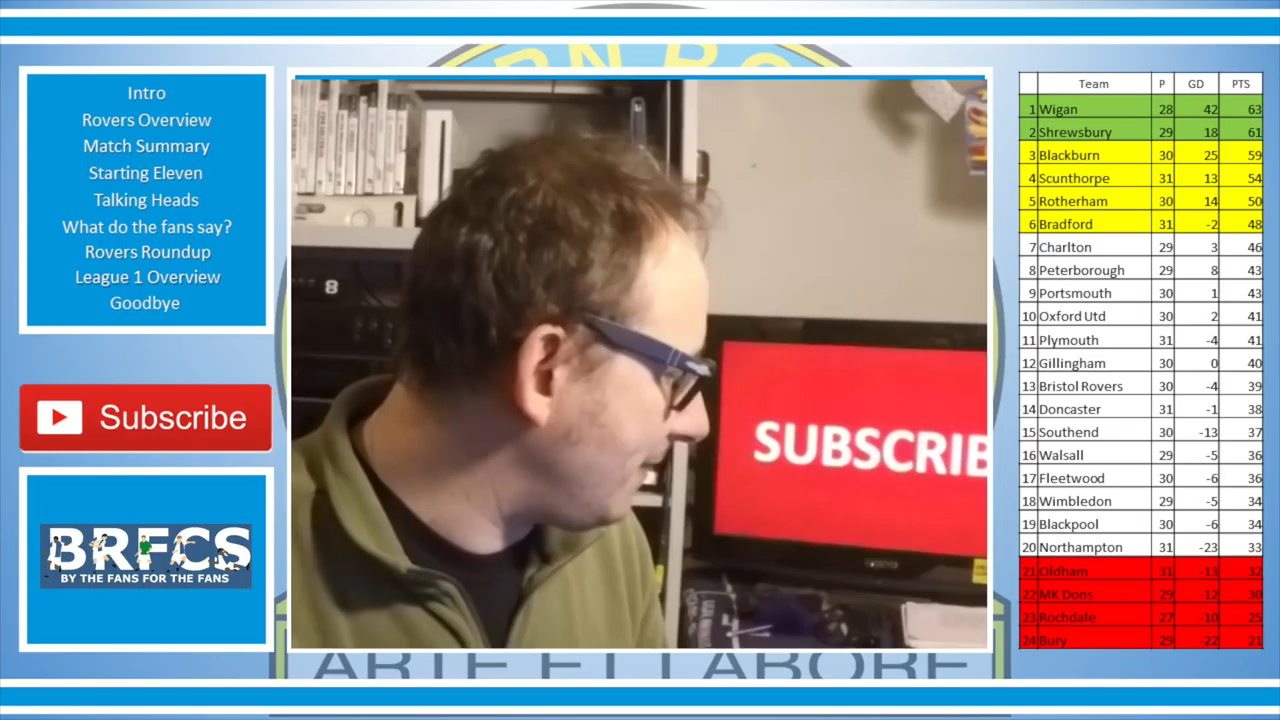 Intro
Rovers Overview
Match Summary
Starting Eleven
Talking Heads
What do the fans say?
Rovers Roundup
League 1 Overview
Goodbye
Subscribe
BRFCS
BY THE FANS FOR THE FANS
RN RO
8
SUBSCRIB
ARTE ET LABORE
Team P GD PTS
1 Wigan 28 42 63
2 Shrewsbury 29 18 61
3 Blackburn 30 25 59
4 Scunthorpe 31 13 54
5 Rotherham 30 14 50
6 Bradford 31 -2 48
7 Charlton 29 3 46
8 Peterborough 29 8 43
9 Portsmouth 30 1 43
10 Oxford Utd 30 2 41
11 Plymouth 31 -4 41
12 Gillingham 30 0 40
13 Bristol Rovers 30 -4 39
14 Doncaster 31 -1 38
15 Southend 30 -13 37
16 Walsall 29 -5 36
17 Fleetwood 30 -6 36
18 Wimbledon 29 -5 34
19 Blackpool 30 -6 34
20 Northampton 31 -23 33
21 Oldham 31 -13 32
22 MK Dons 29 -12 30
23 Rochdale 27 -10 25
24 Bury 29 -22 21